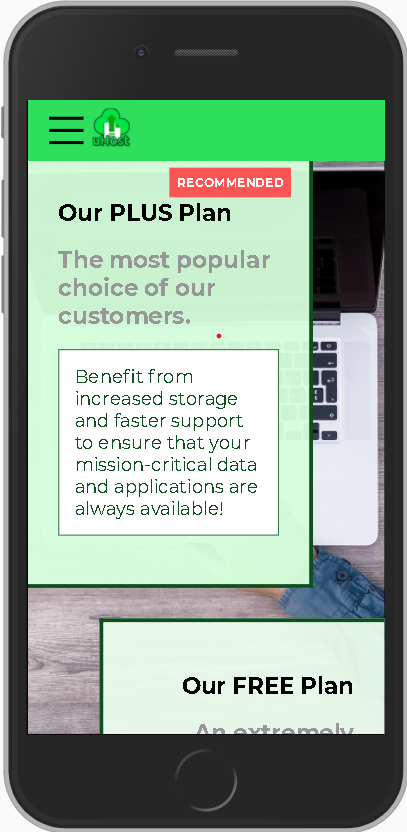 uHost
RECOMMENDED
Our PLUS Plan
The most popular
choice of our
customers.
Benefit from
increased storage
and faster support
to ensure that your
mission-critical data
and applications are
always available!
Our FREE Plan
An extremely